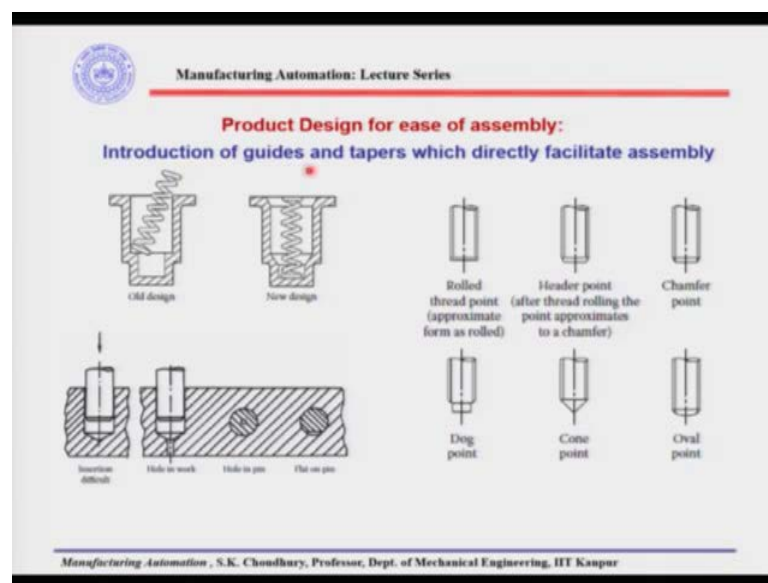 Manufacturing Automation: Lecture Series
Product Design for ease of assembly:
Introduction of guides and tapers which directly facilitate assembly
Old design
New design
Rolled
thread point
(approximate
form as rolled)
Header point
(after thread rolling the
point approximates
to a chamfer)
Chamfer
point
Insertion
difficult
Hole in work
Hole in pin
Flat on pin
Dog
point
Cone
point
Oval
point
Manufacturing Automation , S.K. Choudhury, Professor, Dept. of Mechanical Engineering, IIT Kanpur